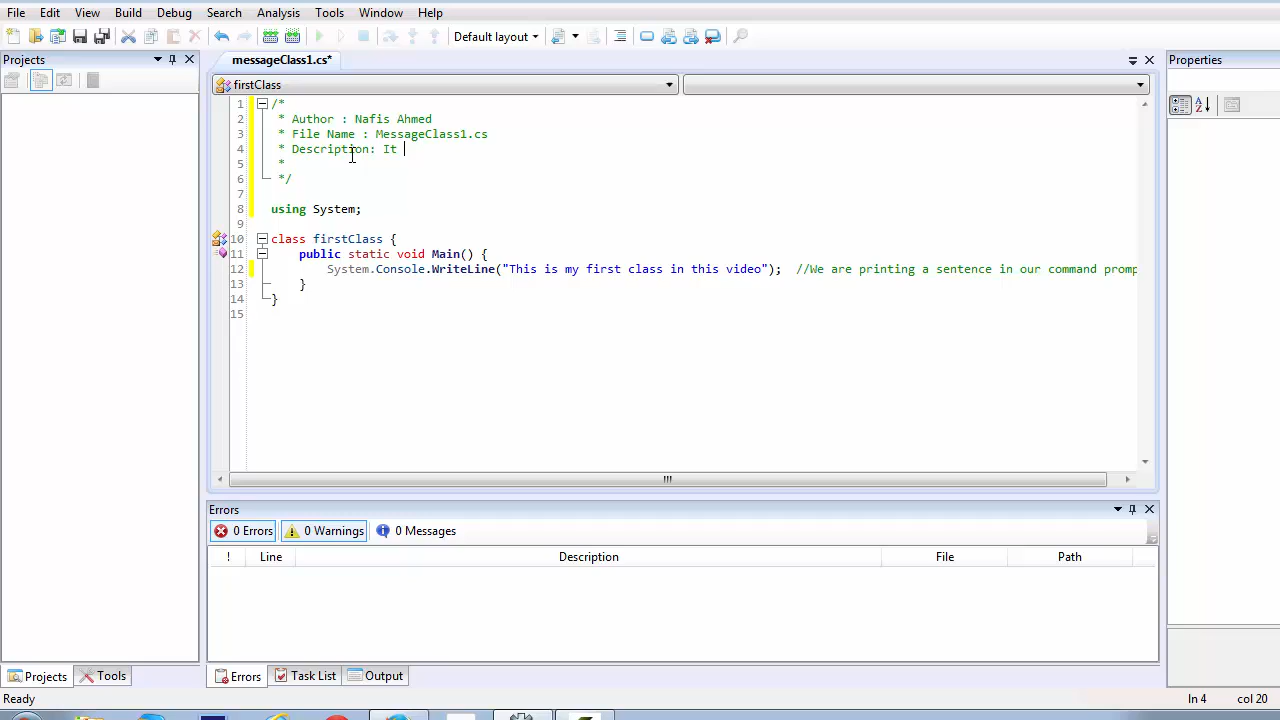 File Edit View Build Debug Search Analysis Tools Window Help
Default layout
Projects
messageClass1.cs*
Properties
firstClass
1 /*
2 * Author : Nafis Ahmed
3 * File Name : MessageClass1.cs
4 * Description: It
5 *
6 */
7
8 using System;
9
10 class firstClass {
11 public static void Main() {
12 System.Console.WriteLine("This is my first class in this video"); //We are printing a sentence in our command promp
13 }
14 }
15
Errors
0 Errors 0 Warnings 0 Messages
! Line Description File Path
Projects Tools Errors Task List Output
Ready ln 4 col 20